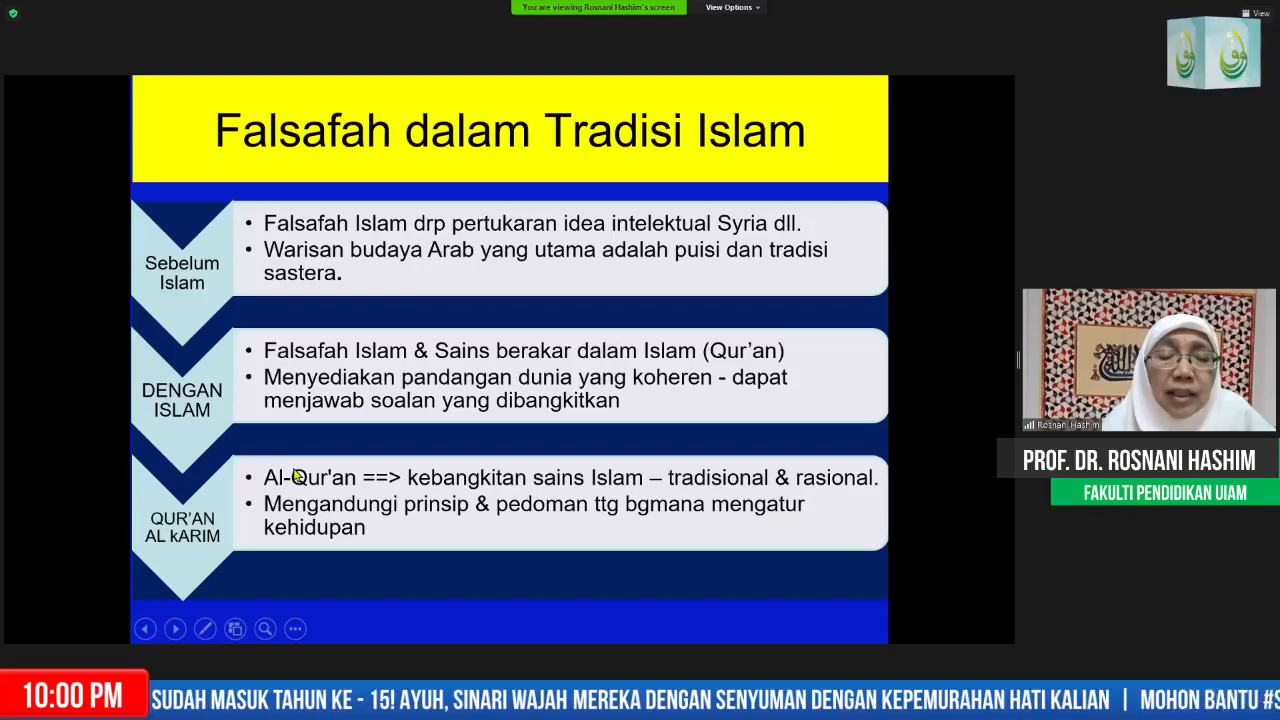 You are viewing Rosnani Hashim's screen
View Options
View
Falsafah dalam Tradisi Islam
Sebelum
Islam
• Falsafah Islam drp pertukaran idea intelektual Syria dll.
• Warisan budaya Arab yang utama adalah puisi dan tradisi
sastera.
DENGAN
ISLAM
• Falsafah Islam & Sains berakar dalam Islam (Qur’an)
• Menyediakan pandangan dunia yang koheren - dapat
menjawab soalan yang dibangkitkan
QUR’AN
AL kARIM
• Al-Qur'an ==> kebangkitan sains Islam – tradisional & rasional.
• Mengandungi prinsip & pedoman ttg bgmana mengatur
kehidupan
Rosnani Hashim
PROF. DR. ROSNANI HASHIM
FAKULTI PENDIDIKAN UIAM
10:00 PM
SUDAH MASUK TAHUN KE - 15! AYUH, SINARI WAJAH MEREKA DENGAN SENYUMAN DENGAN KEPEMURAHAN HATI KALIAN | MOHON BANTU #S